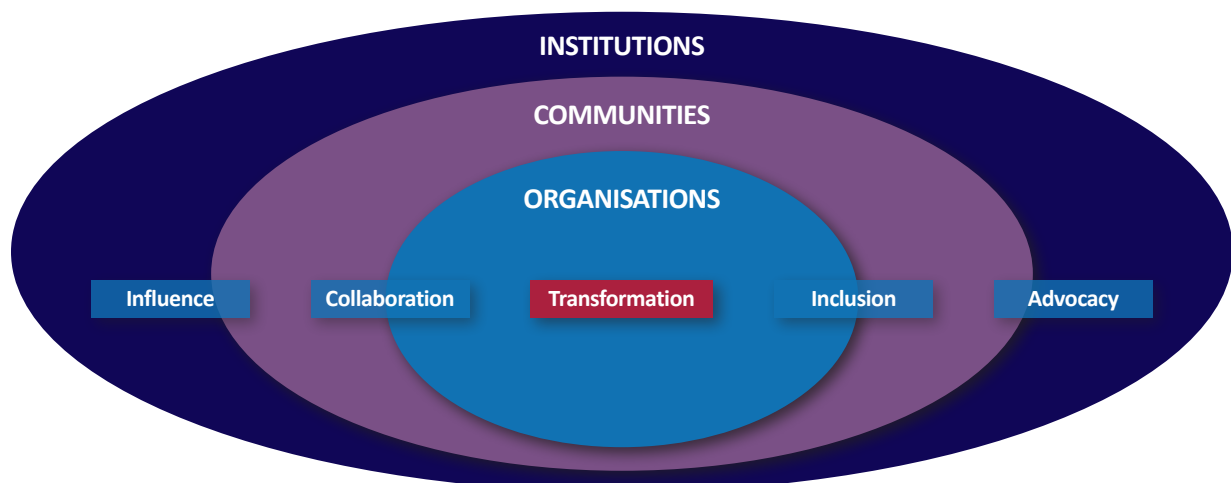 INSTITUTIONS
COMMUNITIES
ORGANISATIONS
Influence
Collaboration
Transformation
Inclusion
Advocacy